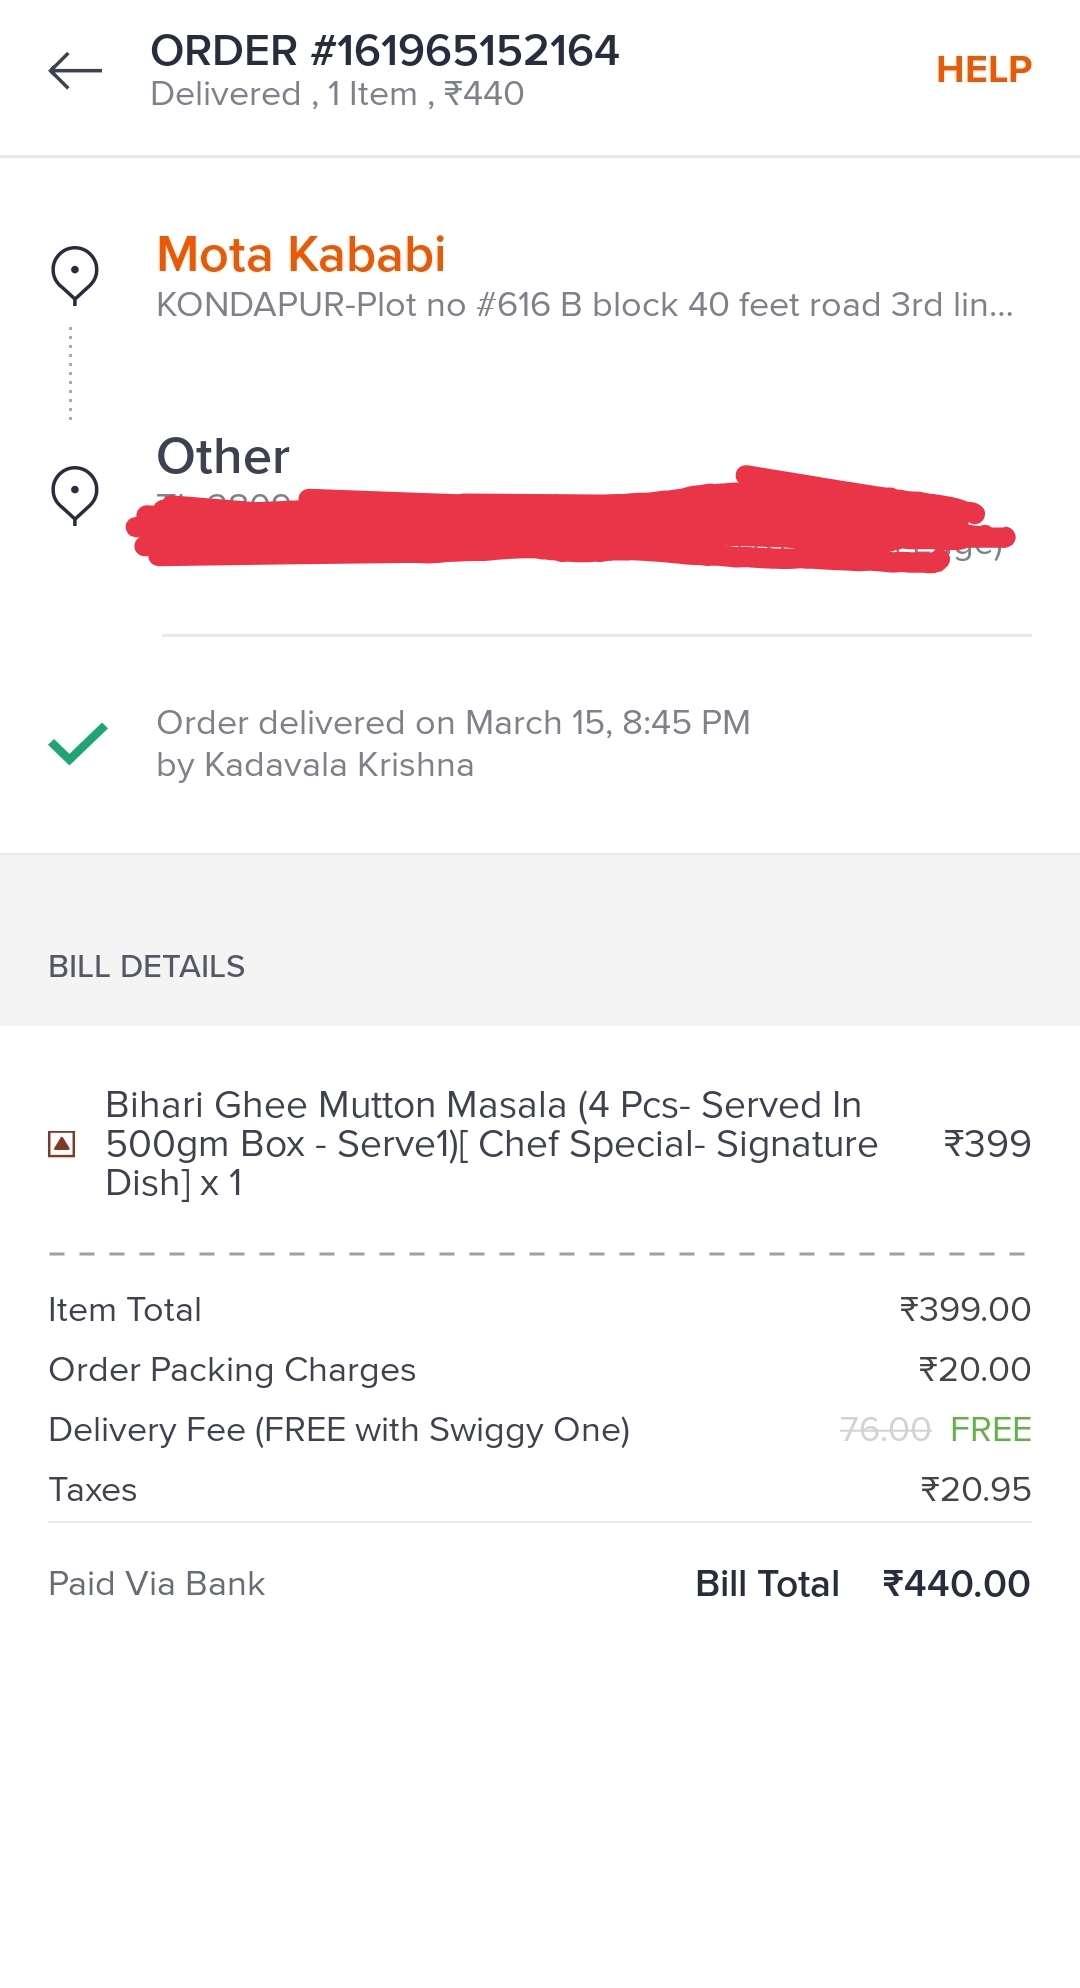 ORDER #161965152164
HELP
Delivered , 1 Item , ₹440
Mota Kababi
KONDAPUR-Plot no #616 B block 40 feet road 3rd lin...
Other
Order delivered on March 15, 8:45 PM
by Kadavala Krishna
BILL DETAILS
Bihari Ghee Mutton Masala (4 Pcs- Served In
500gm Box - Serve1)[ Chef Special- Signature ₹399
Dish] x 1
Item Total ₹399.00
Order Packing Charges ₹20.00
Delivery Fee (FREE with Swiggy One) 76.00 FREE
Taxes ₹20.95
Paid Via Bank Bill Total ₹440.00